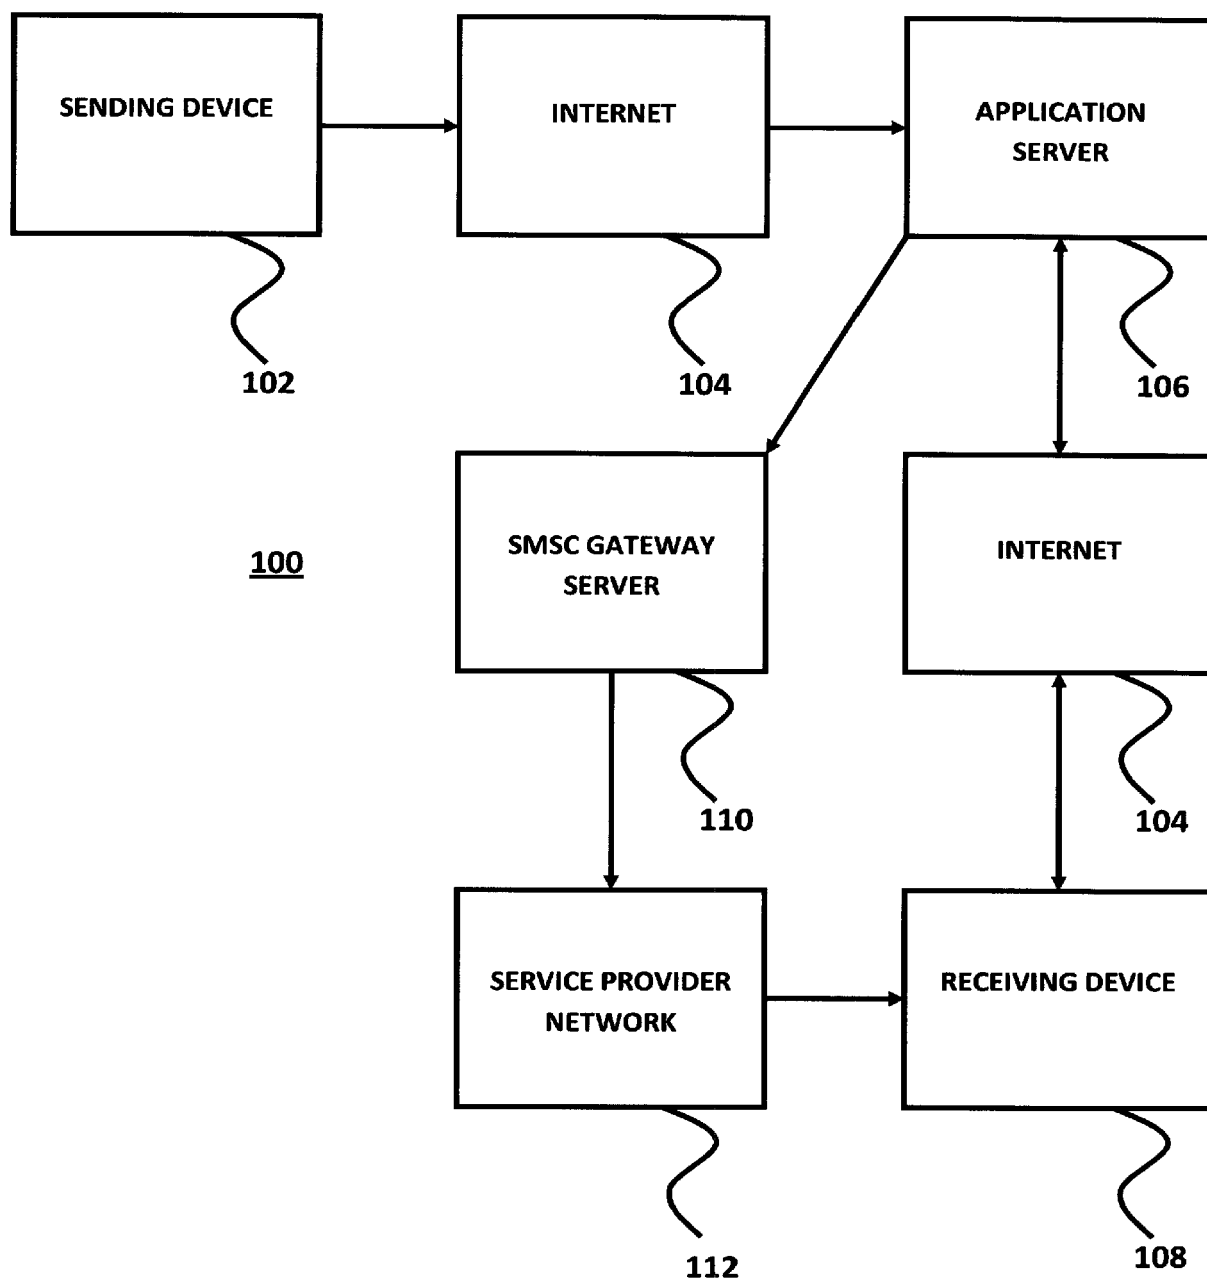 SENDING DEVICE
INTERNET
APPLICATION
SERVER
102
104
106
100
SMSC GATEWAY
SERVER
INTERNET
110
104
SERVICE PROVIDER
NETWORK
RECEIVING DEVICE
112
108